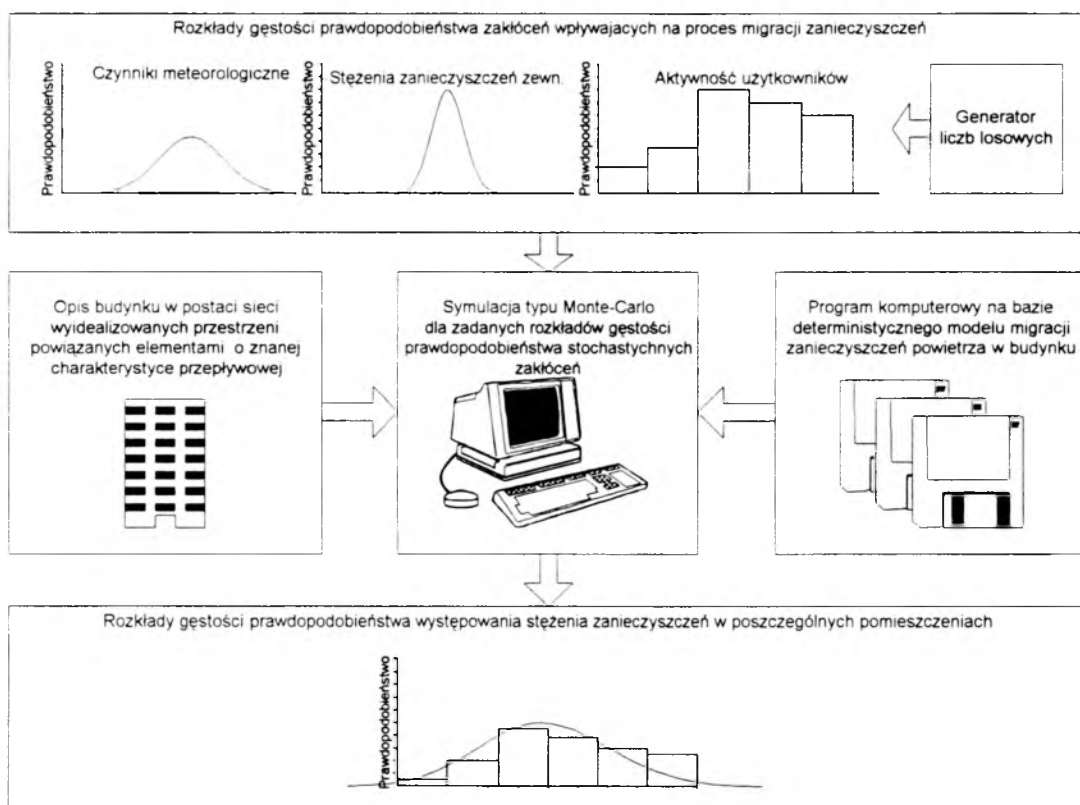 Rozkłady gęstości prawdopodobieństwa zakłóceń wpływajacych na proces migracji zanieczyszczeń
Prawdopodobieństwo
Czynniki meteorologiczne
Prawdopodobieństwo
Stężenia zanieczyszczeń zewn.
Prawdopodobieństwo
Aktywność użytkowników
Generator
liczb losowych
Opis budynku w postaci sieci
wyidealizowanych przestrzeni
powiązanych elementami o znanej
charakterystyce przepływowej
Symulacja typu Monte-Carlo
dla zadanych rozkładów gęstości
prawdopodobieństwa stochastychnych
zakłóceń
Program komputerowy na bazie
deterministycznego modelu migracji
zanieczyszczeń powietrza w budynku
Rozkłady gęstości prawdopodobieństwa występowania stężenia zanieczyszczeń w poszczególnych pomieszczeniach
Prawdopodobieństwo